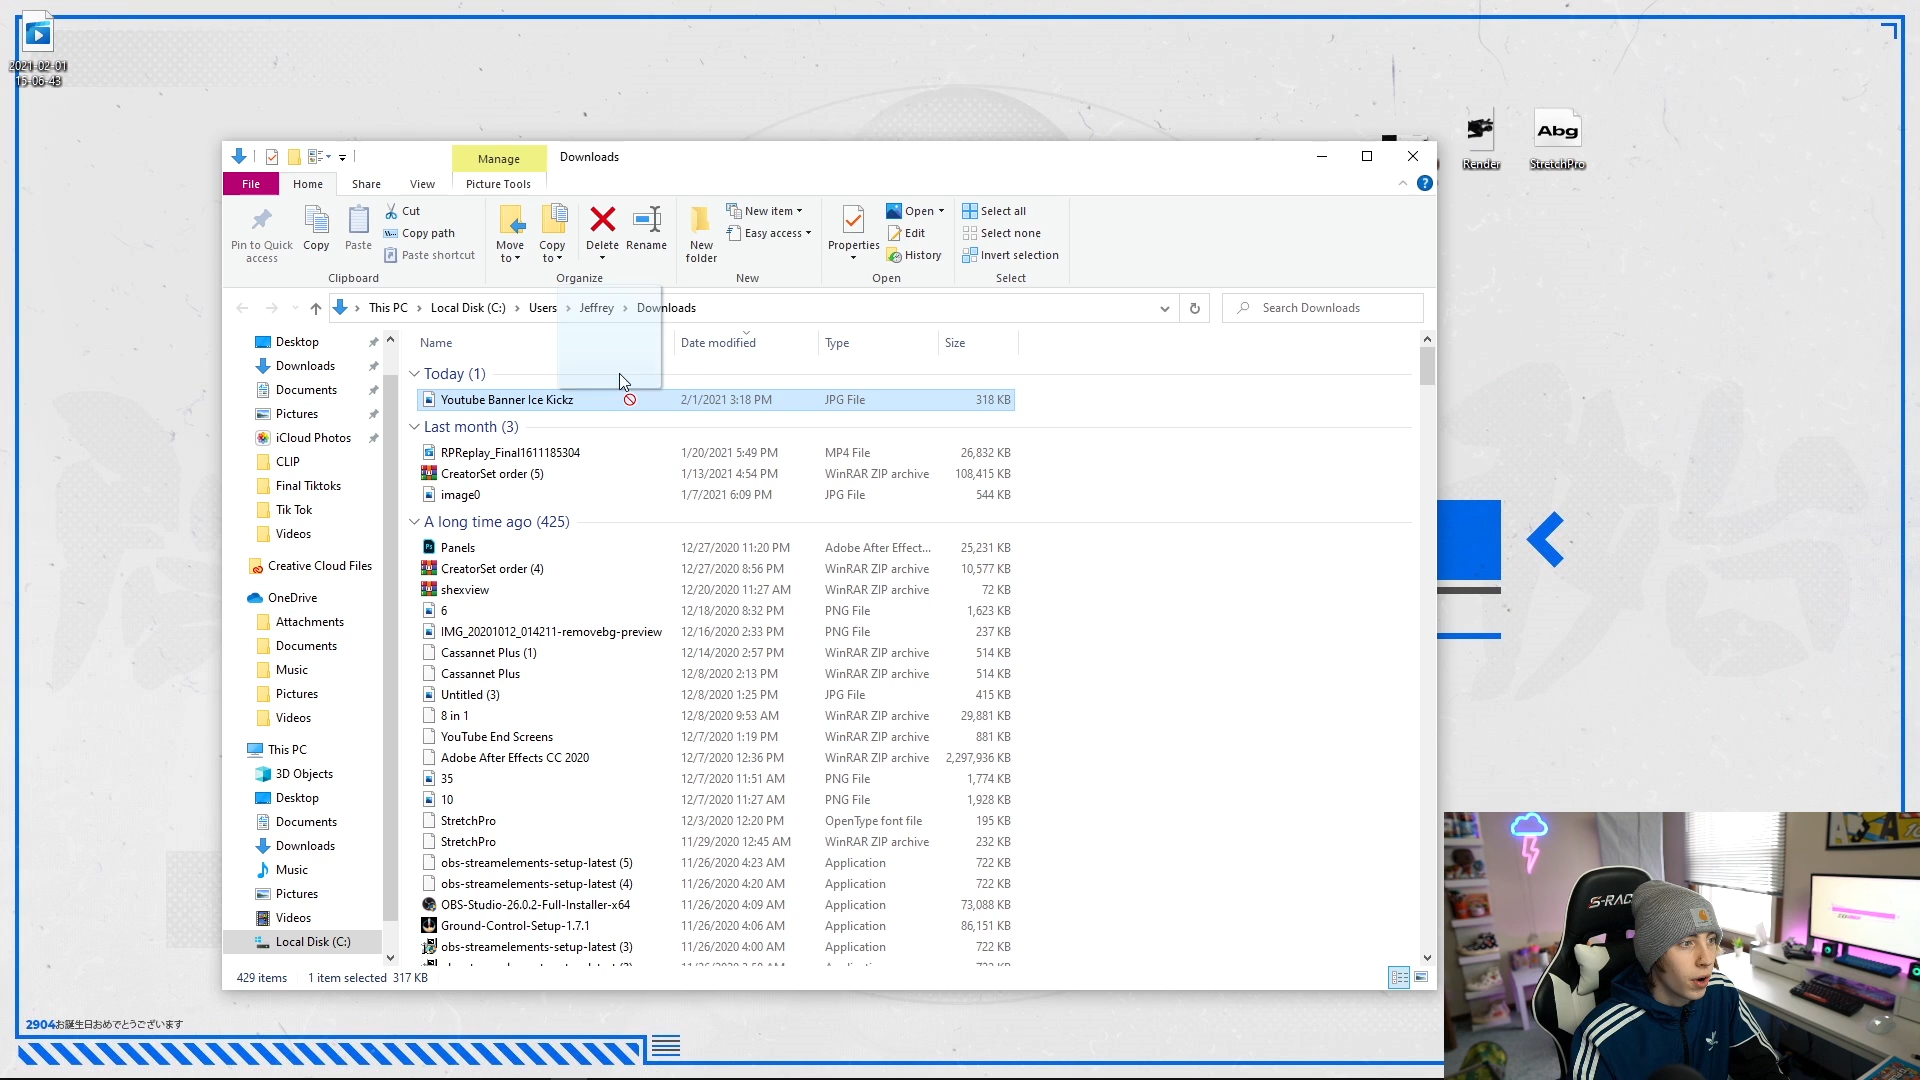 2021-02-01
15-06-43
Render
Abg
StretchPro
Manage
Downloads
File
Home
Share
View
Picture Tools
Pin to Quick
access
Copy
Paste
Cut
Copy path
Paste shortcut
Clipboard
Move
to
Copy
to
Delete
Rename
Organize
New
folder
New item
Easy access
New
Properties
Open
Edit
History
Open
Select all
Select none
Invert selection
Select
This PC
Local Disk (C:)
Users
Jeffrey
Downloads
Search Downloads
Desktop
Downloads
Documents
Pictures
iCloud Photos
CLIP
Final Tiktoks
Tik Tok
Videos
Creative Cloud Files
OneDrive
Attachments
Documents
Music
Pictures
Videos
This PC
3D Objects
Desktop
Documents
Downloads
Music
Pictures
Videos
Local Disk (C:)
Name Date modified Type Size
Today (1)
Youtube Banner Ice Kickz 2/1/2021 3:18 PM JPG File 318 KB
Last month (3)
RPReplay_Final1611185304 1/20/2021 5:49 PM MP4 File 26,832 KB
CreatorSet order (5) 1/13/2021 4:54 PM WinRAR ZIP archive 108,415 KB
image0 1/7/2021 6:09 PM JPG File 544 KB
A long time ago (425)
Panels 12/27/2020 11:20 PM Adobe After Effect... 25,231 KB
CreatorSet order (4) 12/27/2020 8:56 PM WinRAR ZIP archive 10,577 KB
shexview 12/20/2020 11:27 AM WinRAR ZIP archive 72 KB
6 12/18/2020 8:32 PM PNG File 1,623 KB
IMG_20201012_014211-removebg-preview 12/16/2020 2:33 PM PNG File 237 KB
Cassannet Plus (1) 12/14/2020 2:57 PM WinRAR ZIP archive 514 KB
Cassannet Plus 12/8/2020 2:13 PM WinRAR ZIP archive 514 KB
Untitled (3) 12/8/2020 1:25 PM JPG File 415 KB
8 in 1 12/8/2020 9:53 AM WinRAR ZIP archive 29,881 KB
YouTube End Screens 12/7/2020 1:19 PM WinRAR ZIP archive 881 KB
Adobe After Effects CC 2020 12/7/2020 12:36 PM WinRAR ZIP archive 2,297,936 KB
35 12/7/2020 11:51 AM PNG File 1,774 KB
10 12/7/2020 11:27 AM PNG File 1,928 KB
StretchPro 12/3/2020 12:20 PM OpenType font file 195 KB
StretchPro 11/29/2020 12:45 AM WinRAR ZIP archive 232 KB
obs-streamelements-setup-latest (5) 11/26/2020 4:23 AM Application 722 KB
obs-streamelements-setup-latest (4) 11/26/2020 4:20 AM Application 722 KB
OBS-Studio-26.0.2-Full-Installer-x64 11/26/2020 4:09 AM Application 73,088 KB
Ground-Control-Setup-1.7.1 11/26/2020 4:06 AM Application 86,151 KB
obs-streamelements-setup-latest (3) 11/26/2020 4:00 AM Application 722 KB
429 items 1 item selected 317 KB
2904お誕生日おめでとうございます
S-RAC